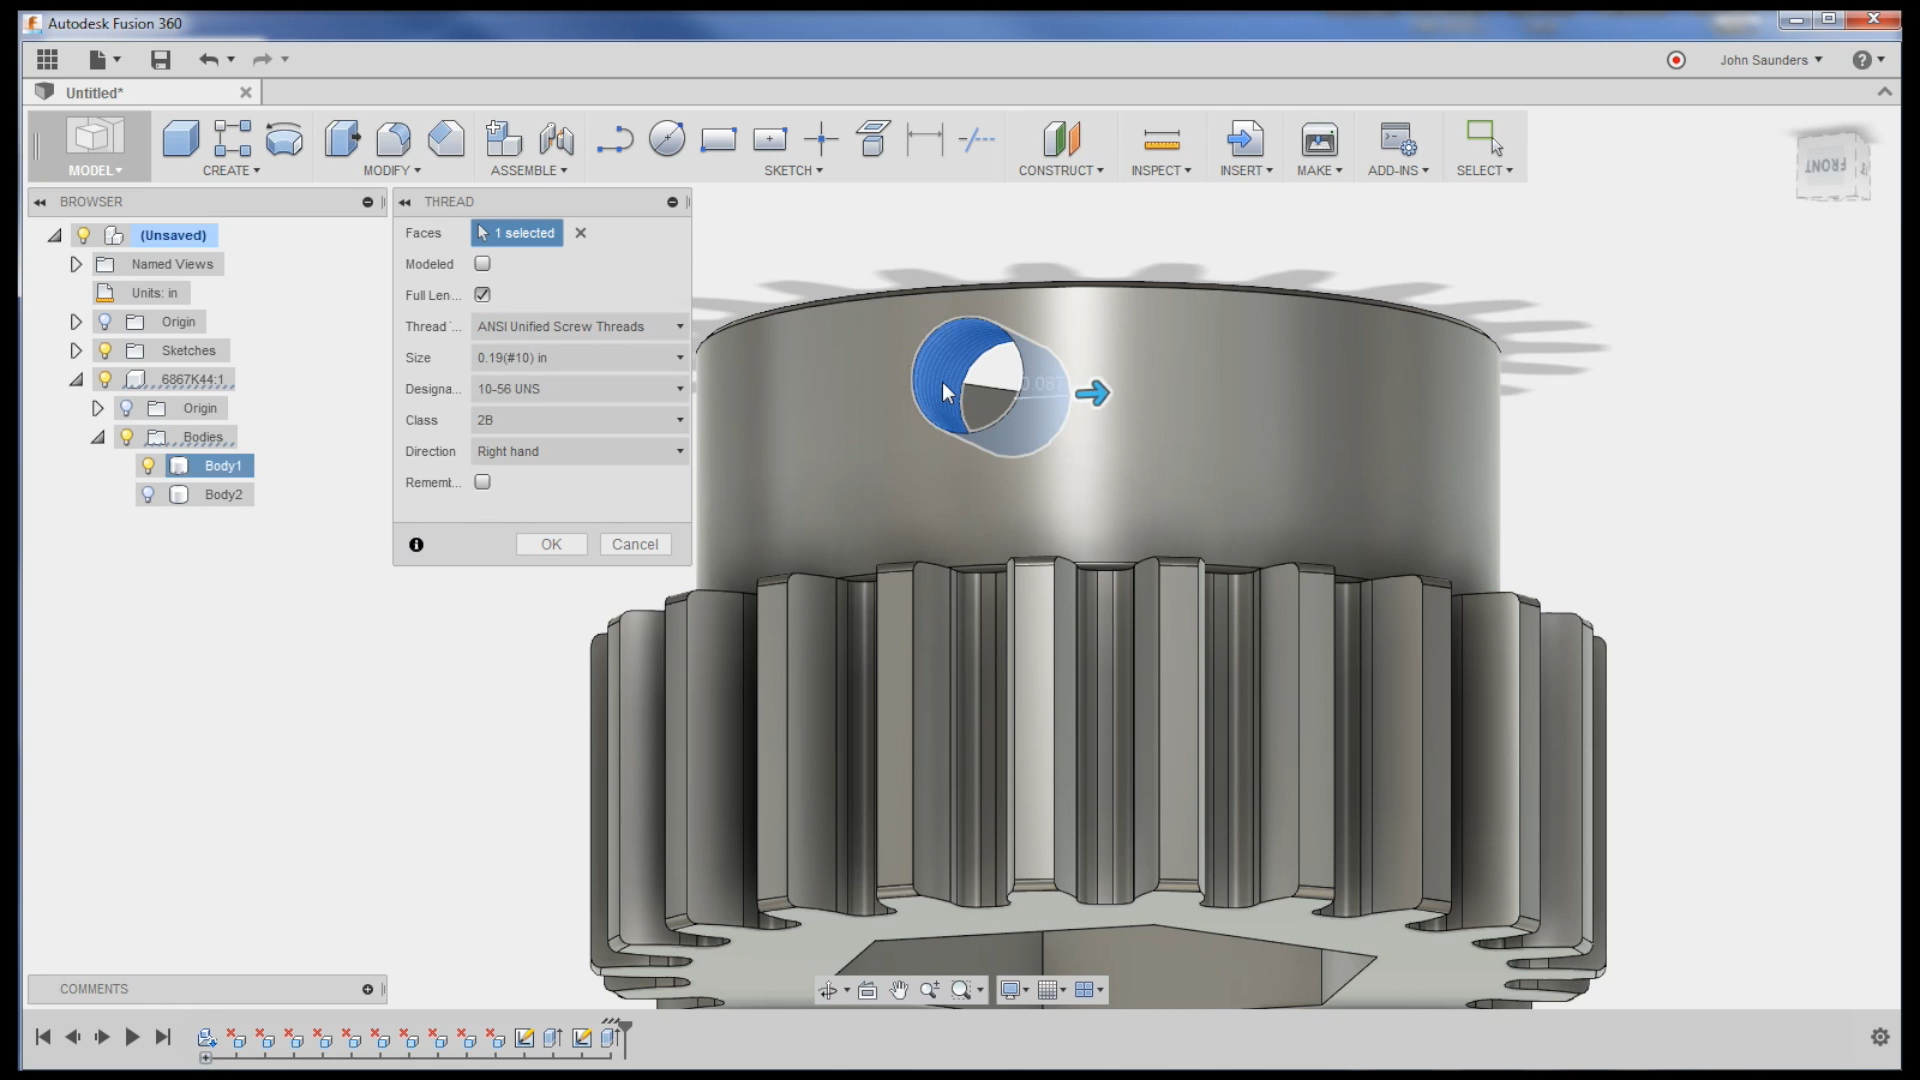 Autodesk Fusion 360
John Saunders
Untitled*
MODEL
CREATE
MODIFY
ASSEMBLE
SKETCH
CONSTRUCT
INSPECT
INSERT
MAKE
ADD-INS
SELECT
FRONT
BROWSER
(Unsaved)
Named Views
Units: in
Origin
Sketches
6867K44:1
Origin
Bodies
Body1
Body2
THREAD
Faces 1 selected
Modeled
Full Len...
Thread ... ANSI Unified Screw Threads
Size 0.19(#10) in
Designa... 10-56 UNS
Class 2B
Direction Right hand
Rememt...
OK Cancel
0.087
COMMENTS